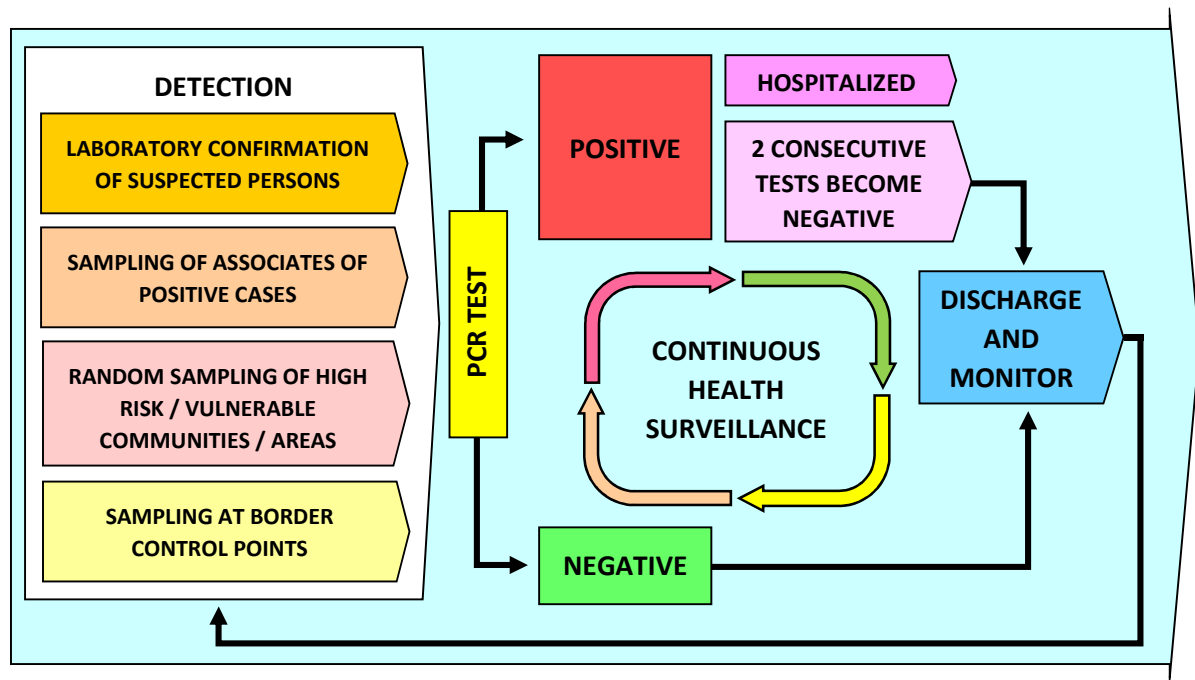 DETECTION
LABORATORY CONFIRMATION
OF SUSPECTED PERSONS
SAMPLING OF ASSOCIATES OF
POSITIVE CASES
RANDOM SAMPLING OF HIGH
RISK / VULNERABLE
COMMUNITIES / AREAS
SAMPLING AT BORDER
CONTROL POINTS
PCR TEST
POSITIVE
HOSPITALIZED
2 CONSECUTIVE
TESTS BECOME
NEGATIVE
CONTINUOUS
HEALTH
SURVEILLANCE
NEGATIVE
DISCHARGE
AND
MONITOR